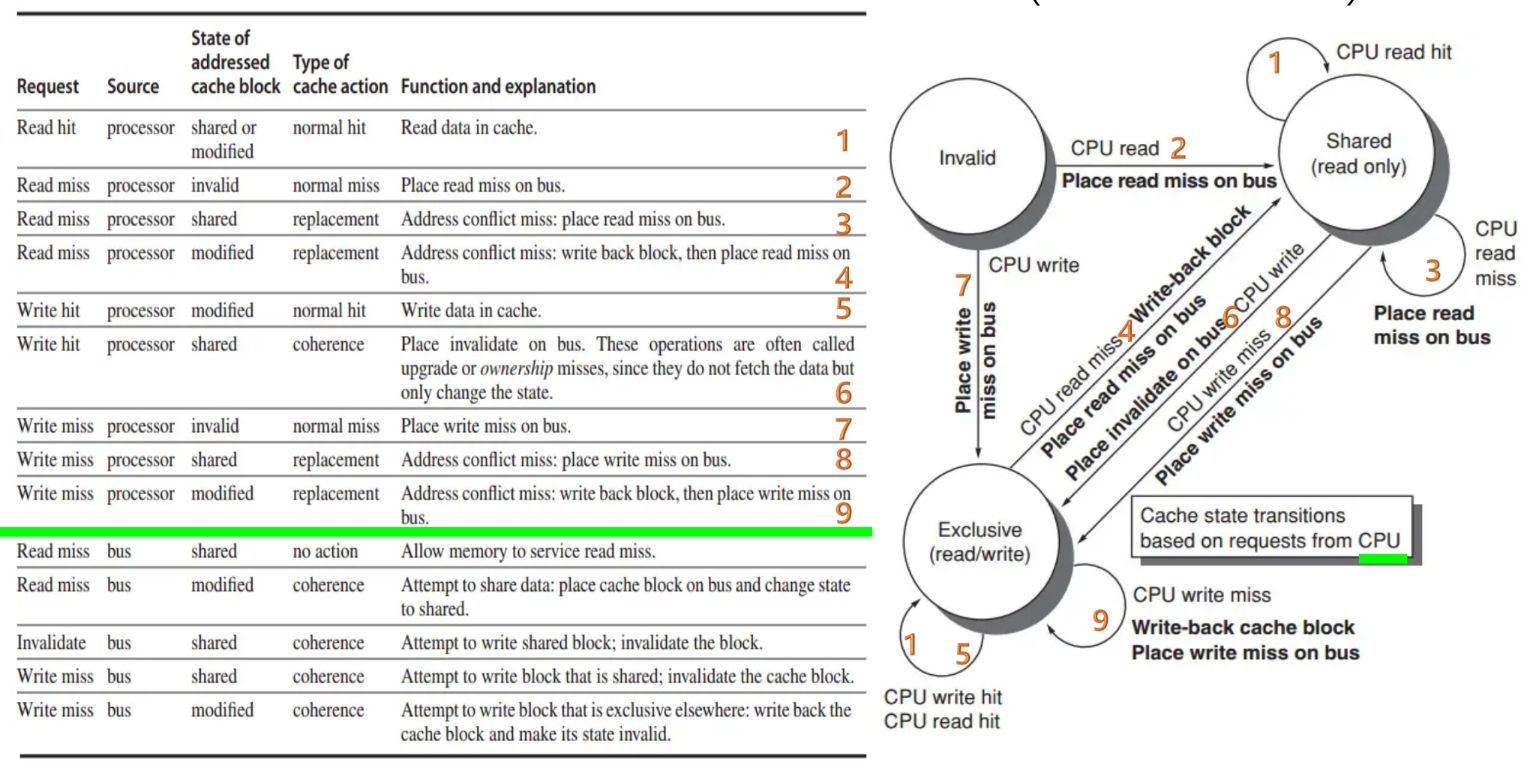 State of
addressed Type of
Request Source cache block cache action Function and explanation
Read hit processor shared or normal hit Read data in cache. 1
modified
Read miss processor invalid normal miss Place read miss on bus. 2
Read miss processor shared replacement Address conflict miss: place read miss on bus. 3
Read miss processor modified replacement Address conflict miss: write back block, then place read miss on
bus. 4
Write hit processor modified normal hit Write data in cache. 5
Write hit processor shared coherence Place invalidate on bus. These operations are often called
upgrade or ownership misses, since they do not fetch the data but
only change the state. 6
Write miss processor invalid normal miss Place write miss on bus. 7
Write miss processor shared replacement Address conflict miss: place write miss on bus. 8
Write miss processor modified replacement Address conflict miss: write back block, then place write miss on
bus. 9
Read miss bus shared no action Allow memory to service read miss.
Read miss bus modified coherence Attempt to share data: place cache block on bus and change state
to shared.
Invalidate bus shared coherence Attempt to write shared block; invalidate the block.
Write miss bus shared coherence Attempt to write block that is shared; invalidate the cache block.
Write miss bus modified coherence Attempt to write block that is exclusive elsewhere: write back the
cache block and make its state invalid.
1 CPU read hit
Invalid
CPU read 2
Place read miss on bus
Shared
(read only)
CPU
read
miss
3
Place read
miss on bus
CPU write
7
Place write
miss on bus
CPU read miss 4 Write-back block
Place read miss on bus
Place invalidate on bus 6 CPU write
CPU write miss 8
Place write miss on bus
Exclusive
(read/write)
Cache state transitions
based on requests from CPU
CPU write miss
9
Write-back cache block
Place write miss on bus
1 5
CPU write hit
CPU read hit